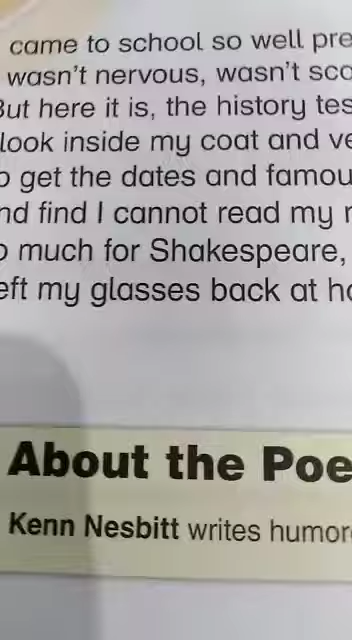 came to school so well pre
wasn't nervous, wasn't sca
But here it is, the history tes
look inside my coat and ve
o get the dates and famou
nd find I cannot read my n
o much for Shakespeare,
eft my glasses back at ho
About the Poe
Kenn Nesbitt writes humor